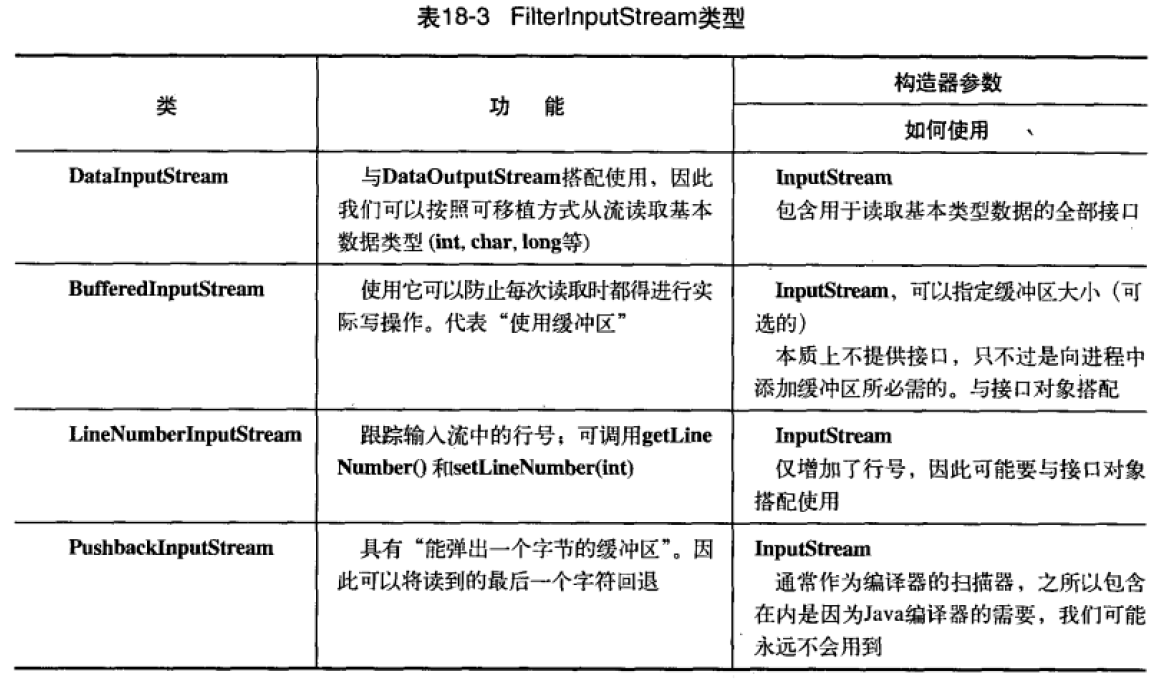 表18-3 FilterInputStream类型
类
功 能
构造器参数
如何使用
DataInputStream
与DataOutputStream搭配使用，因此
我们可以按照可移植方式从流读取基本
数据类型 (int, char, long等)
InputStream
包含用于读取基本类型数据的全部接口
BufferedInputStream
使用它可以防止每次读取时都得进行实
际写操作。代表“使用缓冲区”
InputStream，可以指定缓冲区大小（可
选的）
本质上不提供接口，只不过是向进程中
添加缓冲区所必需的。与接口对象搭配
LineNumberInputStream
跟踪输入流中的行号；可调用getLine
Number() 和setLineNumber(int)
InputStream
仅增加了行号，因此可能要与接口对象
搭配使用
PushbackInputStream
具有“能弹出一个字节的缓冲区”。因
此可以将读到的最后一个字符回退
InputStream
通常作为编译器的扫描器，之所以包含
在内是因为Java编译器的需要，我们可能
永远不会用到